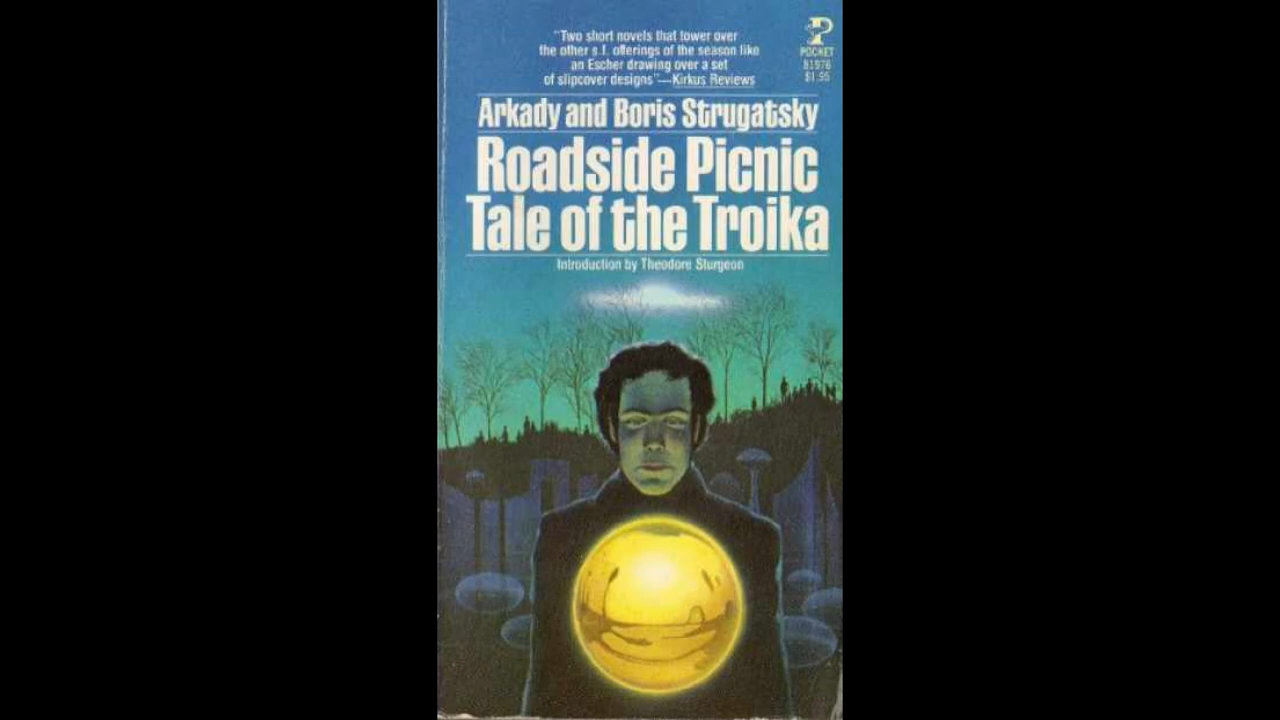 "Two short novels that tower over
the other s.f. offerings of the season like
an Escher drawing over a set
of slipcover designs"—Kirkus Reviews
P
POCKET
81976
$1.95
Arkady and Boris Strugatsky
Roadside Picnic
Tale of the Troika
Introduction by Theodore Sturgeon